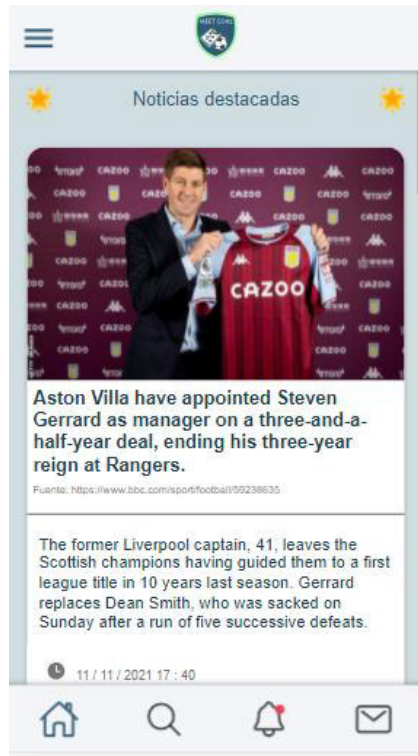 MEET GOAL
Noticias destacadas
CAZOO
Aston Villa have appointed Steven
Gerrard as manager on a three-and-a-
half-year deal, ending his three-year
reign at Rangers.
Fuente: https://www.bbc.com/sport/football/59238635
The former Liverpool captain, 41, leaves the
Scottish champions having guided them to a first
league title in 10 years last season. Gerrard
replaces Dean Smith, who was sacked on
Sunday after a run of five successive defeats.
11 / 11 / 2021 17 : 40